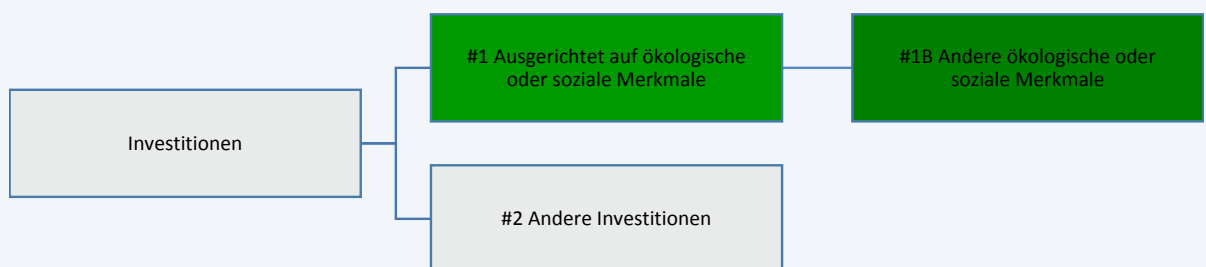 #1 Ausgerichtet auf ökologische
oder soziale Merkmale
#1B Andere ökologische oder
soziale Merkmale
Investitionen
#2 Andere Investitionen